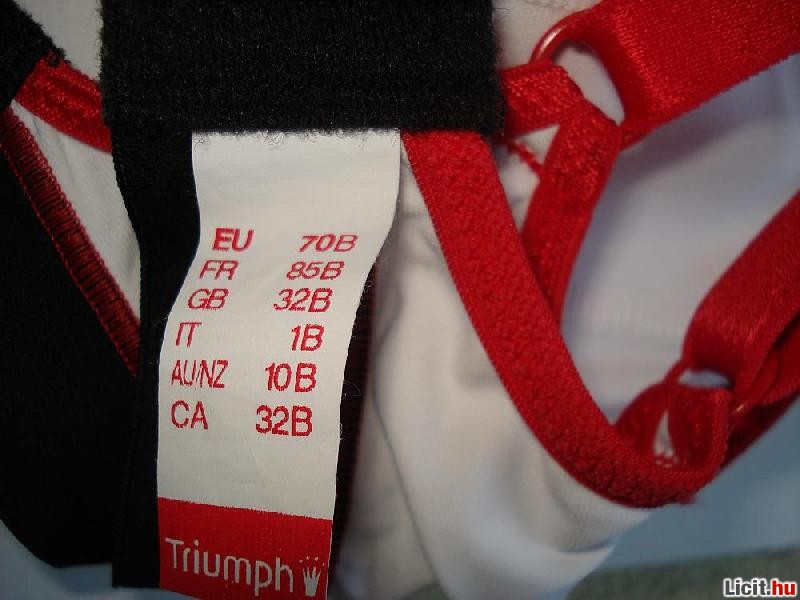 EU 70B
FR 85B
GB 32B
IT 1B
AU/NZ 10B
CA 32B
Triumph
Licit.hu